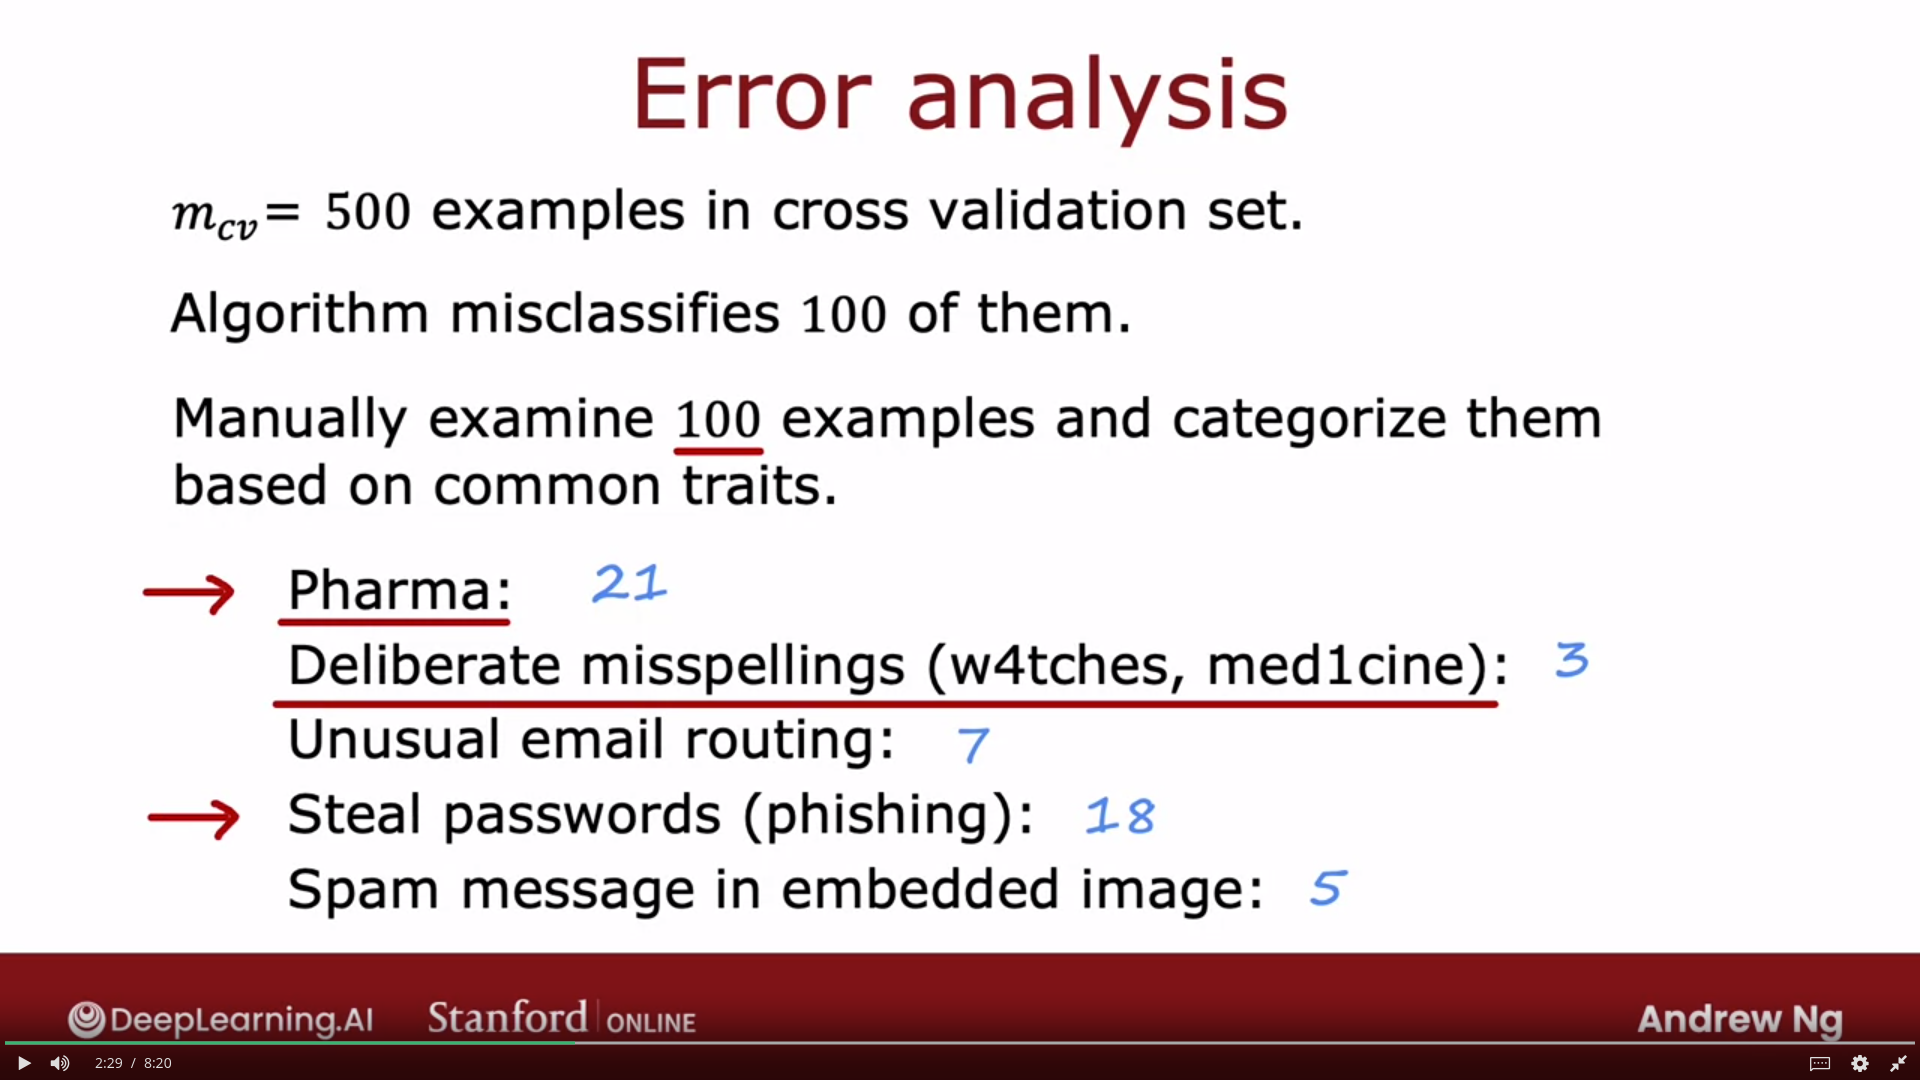 Error analysis
m_cv = 500 examples in cross validation set.
Algorithm misclassifies 100 of them.
Manually examine 100 examples and categorize them
based on common traits.
Pharma: 21
Deliberate misspellings (w4tches, med1cine): 3
Unusual email routing: 7
Steal passwords (phishing): 18
Spam message in embedded image: 5
DeepLearning.AI Stanford ONLINE Andrew Ng
2:29 / 8:20